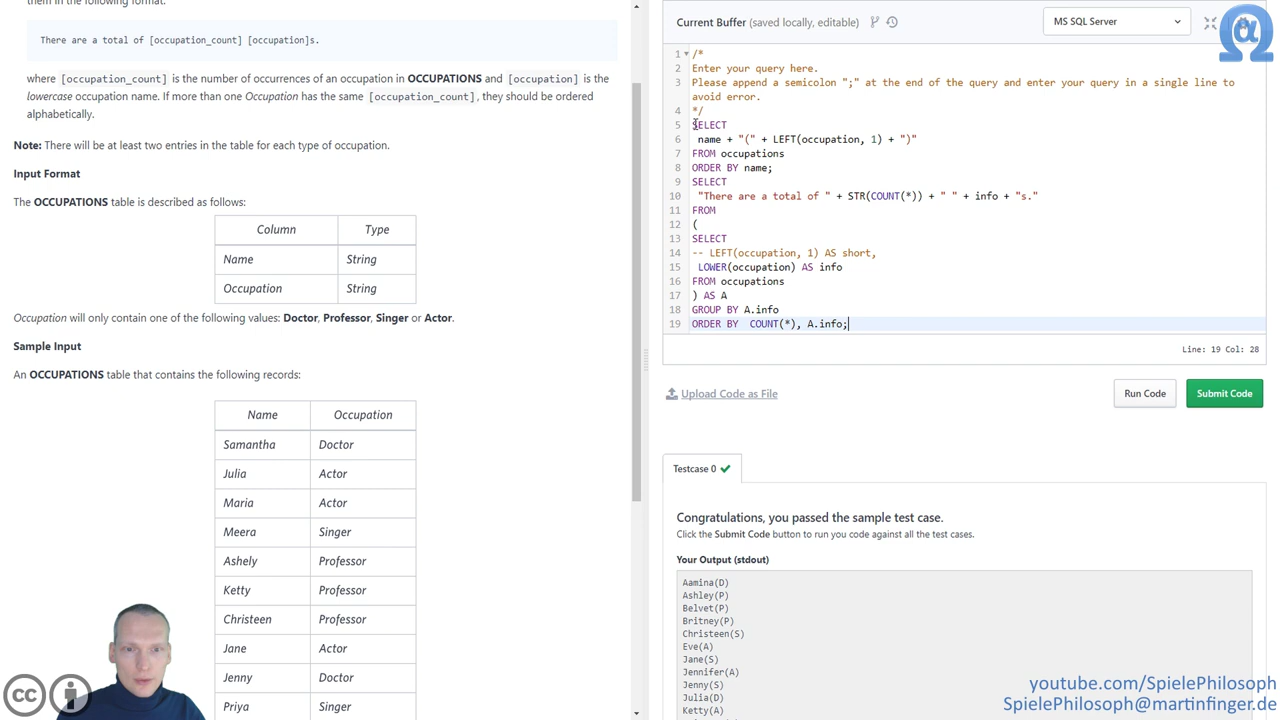 them in the following format:
There are a total of [occupation_count] [occupation]s.
where [occupation_count] is the number of occurrences of an occupation in OCCUPATIONS and [occupation] is the
lowercase occupation name. If more than one Occupation has the same [occupation_count], they should be ordered
alphabetically.
Note: There will be at least two entries in the table for each type of occupation.
Input Format
The OCCUPATIONS table is described as follows:
Column Type
Name String
Occupation String
Occupation will only contain one of the following values: Doctor, Professor, Singer or Actor.
Sample Input
An OCCUPATIONS table that contains the following records:
Name Occupation
Samantha Doctor
Julia Actor
Maria Actor
Meera Singer
Ashely Professor
Ketty Professor
Christeen Professor
Jane Actor
Jenny Doctor
Priya Singer
cc
Current Buffer (saved locally, editable)
MS SQL Server
1 /*
2 Enter your query here.
3 Please append a semicolon ";" at the end of the query and enter your query in a single line to
avoid error.
4 */
5 SELECT
6 name + "(" + LEFT(occupation, 1) + ")"
7 FROM occupations
8 ORDER BY name;
9 SELECT
10 "There are a total of " + STR(COUNT(*)) + " " + info + "s."
11 FROM
12 (
13 SELECT
14 -- LEFT(occupation, 1) AS short,
15 LOWER(occupation) AS info
16 FROM occupations
17 ) AS A
18 GROUP BY A.info
19 ORDER BY  COUNT(*), A.info;
Line: 19 Col: 28
Upload Code as File
Run Code
Submit Code
Testcase 0
Congratulations, you passed the sample test case.
Click the Submit Code button to run you code against all the test cases.
Your Output (stdout)
Aamina(D)
Ashley(P)
Belvet(P)
Britney(P)
Christeen(S)
Eve(A)
Jane(S)
Jennifer(A)
Jenny(S)
Julia(D)
Ketty(A)
youtube.com/SpielePhilosoph
SpielePhilosoph@martinfinger.de